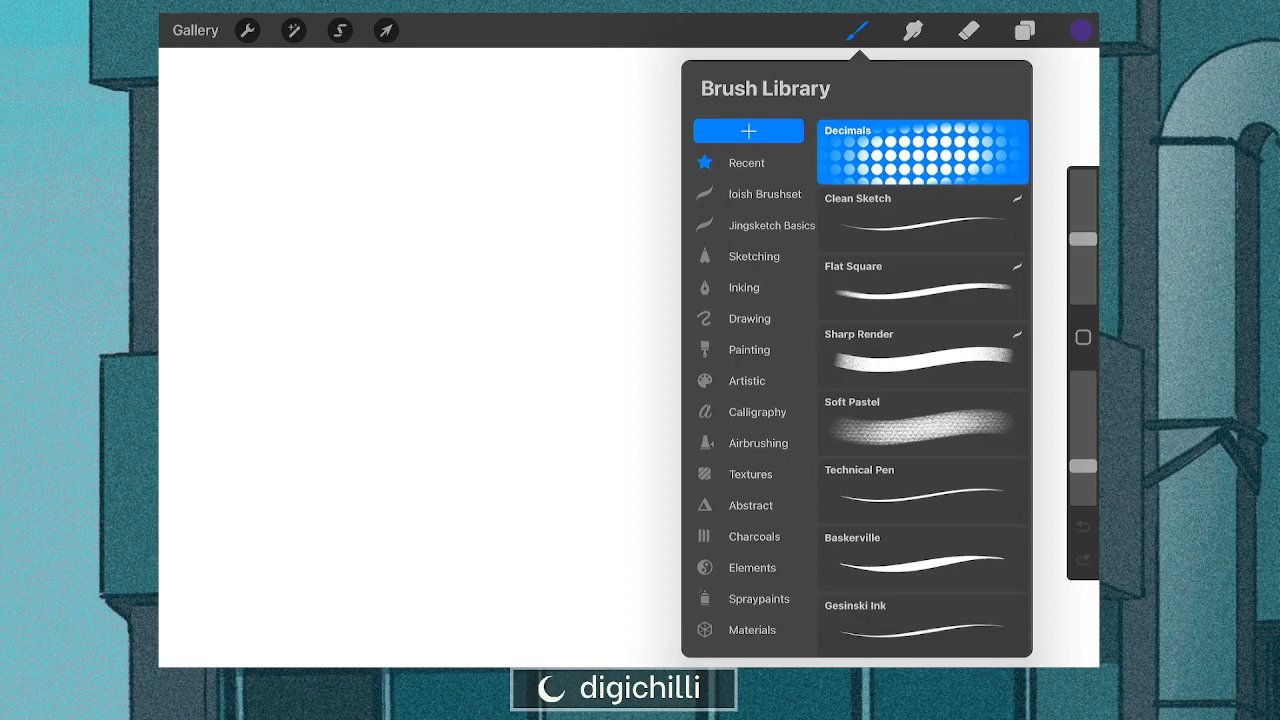 Gallery
Brush Library
Recent
loish Brushset
Jingsketch Basics
Sketching
Inking
Drawing
Painting
Artistic
Calligraphy
Airbrushing
Textures
Abstract
Charcoals
Elements
Spraypaints
Materials
Decimals
Clean Sketch
Flat Square
Sharp Render
Soft Pastel
Technical Pen
Baskerville
Gesinski Ink
digichilli